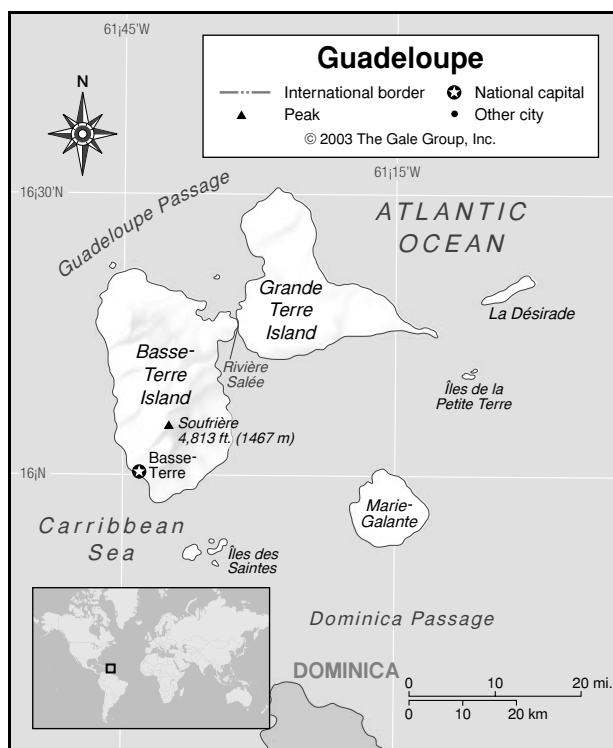 61¡45'W
Guadeloupe
International border
National capital
Peak
Other city
© 2003 The Gale Group, Inc.
N
61¡15'W
16¡30'N
Guadeloupe Passage
ATLANTIC
OCEAN
Grande
Terre
Island
La Désirade
Basse-
Terre
Island
Rivière
Salée
Îles de la
Petite Terre
Soufrière
4,813 ft. (1467 m)
Basse-
Terre
16¡N
Marie-
Galante
Carribbean
Sea
Îles des
Saintes
Dominica Passage
DOMINICA
0 10 20 mi.
0 10 20 km